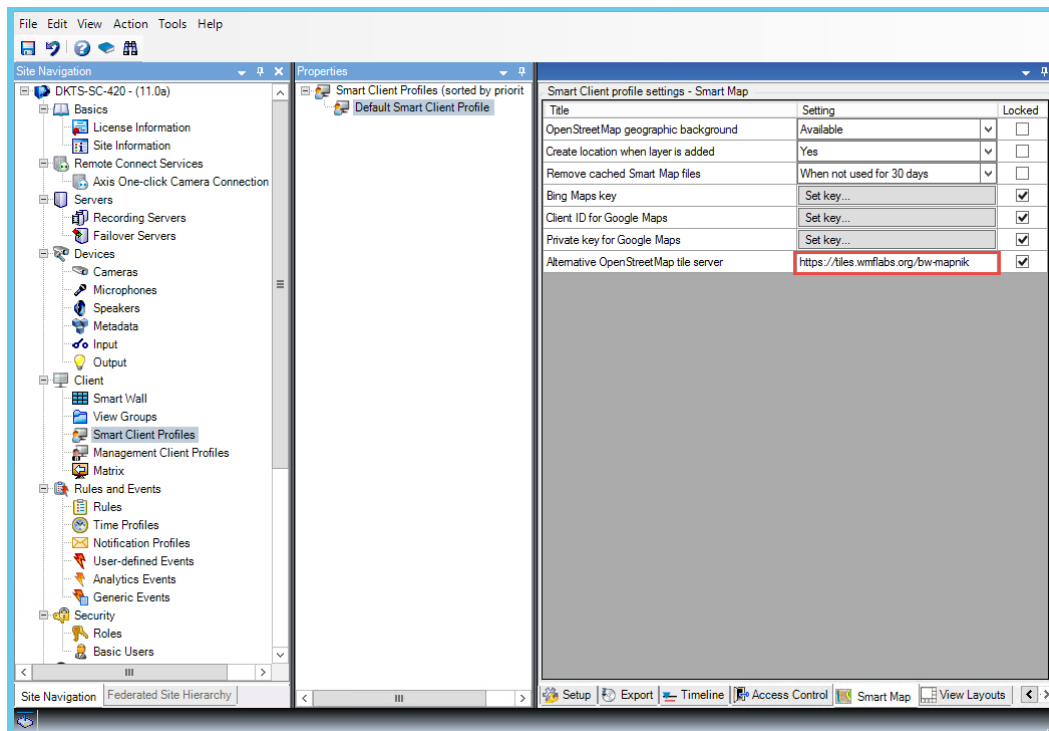 File Edit View Action Tools Help
Site Navigation
DKTS-SC-420 - (11.0a)
Basics
License Information
Site Information
Remote Connect Services
Axis One-click Camera Connection
Servers
Recording Servers
Failover Servers
Devices
Cameras
Microphones
Speakers
Metadata
Input
Output
Client
Smart Wall
View Groups
Smart Client Profiles
Management Client Profiles
Matrix
Rules and Events
Rules
Time Profiles
Notification Profiles
User-defined Events
Analytics Events
Generic Events
Security
Roles
Basic Users
Site Navigation Federated Site Hierarchy
Properties
Smart Client Profiles (sorted by priorit
Default Smart Client Profile
Smart Client profile settings - Smart Map
Title Setting Locked
OpenStreetMap geographic background Available
Create location when layer is added Yes
Remove cached Smart Map files When not used for 30 days
Bing Maps key Set key...
Client ID for Google Maps Set key...
Private key for Google Maps Set key...
Alternative OpenStreetMap tile server https://tiles.wmflabs.org/bw-mapnik
Setup Export Timeline Access Control Smart Map View Layouts